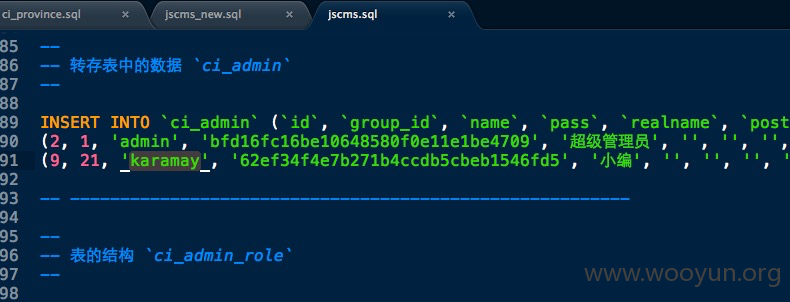 ci_province.sql × jscms_new.sql × jscms.sql ×
85 --
86 -- 转存表中的数据 `ci_admin`
87 --
88
89 INSERT INTO `ci_admin` (`id`, `group_id`, `name`, `pass`, `realname`, `post
90 (2, 1, 'admin', 'bfd16fc16be10648580f0e11e1be4709', '超级管理员', '', '', '',
91 (9, 21, 'karamay', '62ef34f4e7b271b4ccdb5cbeb1546fd5', '小编', '', '', '', '
92
93 -- --------------------------------------------------------
94
95 --
96 -- 表的结构 `ci_admin_role`
97 --
98
www.wooyun.org